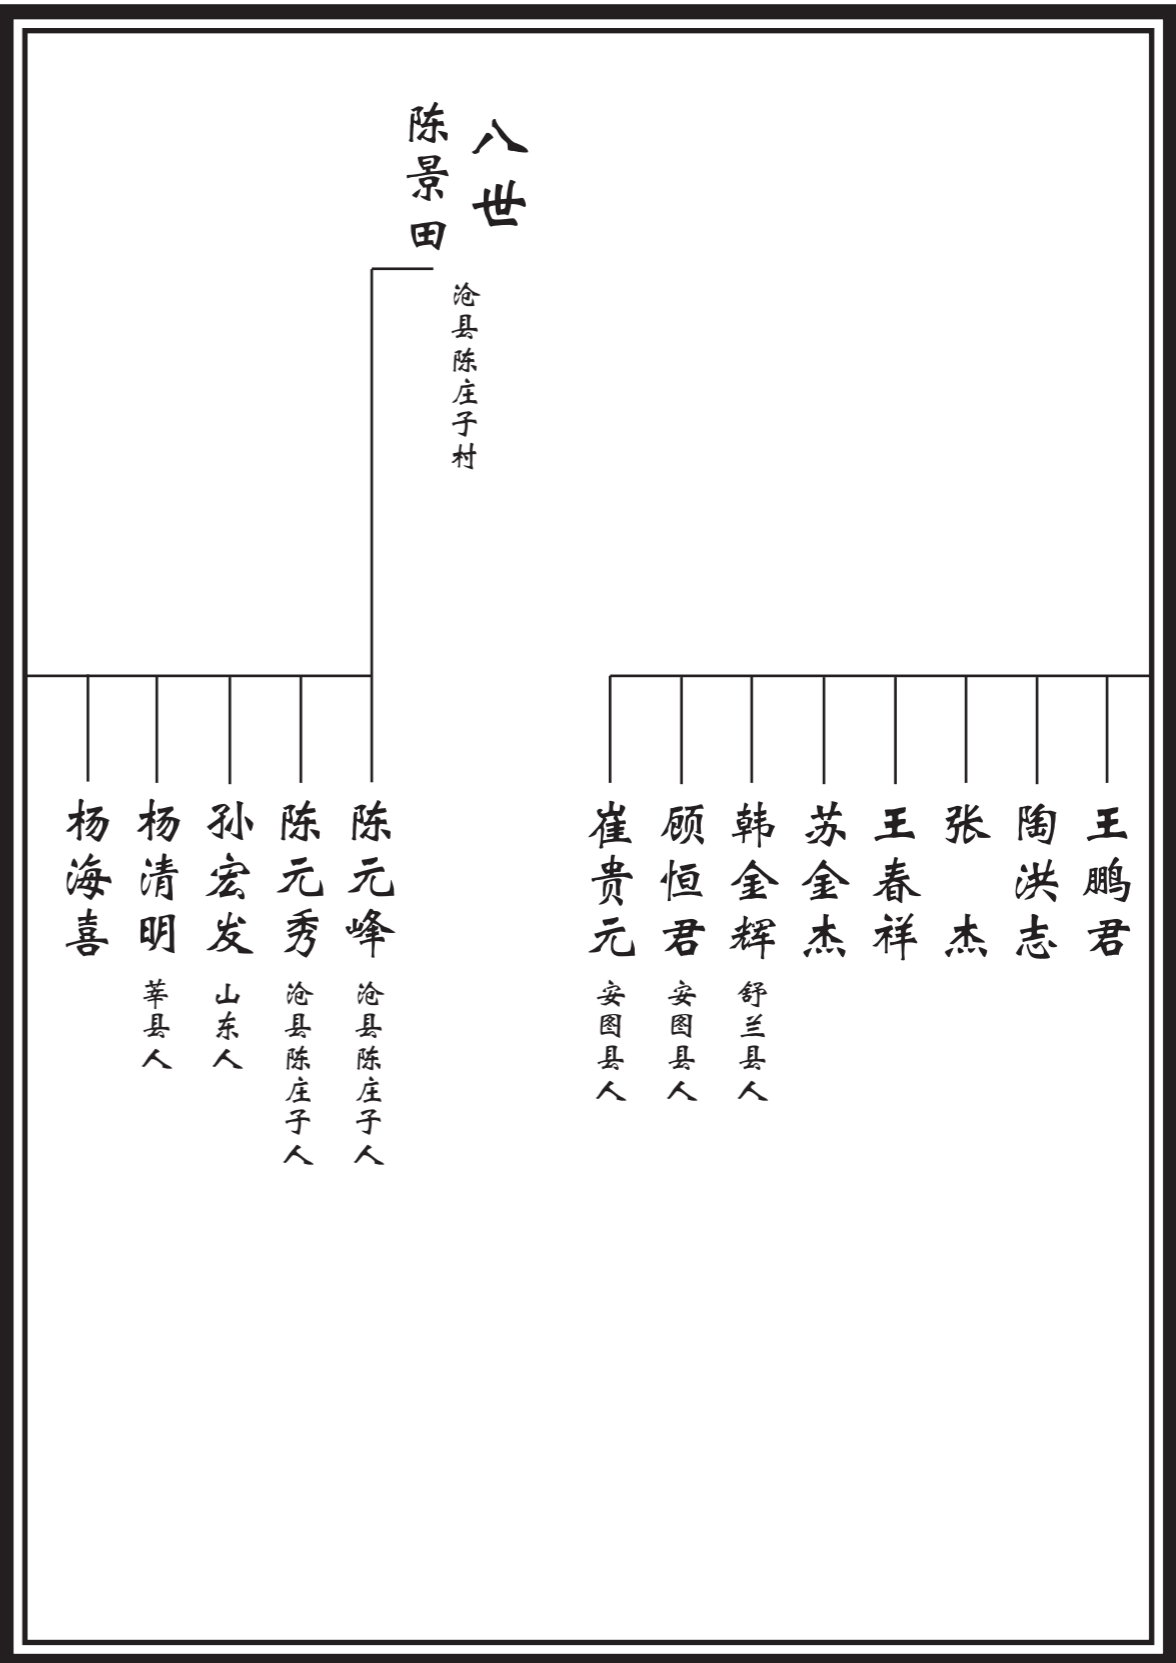 八世
陈景田
沧县陈庄子村
王鹏君
陶洪志
张杰
王春祥
苏金杰
韩金辉
舒兰县人
顾恒君
安图县人
崔贵元
安图县人
陈元峰
沧县陈庄子人
陈元秀
沧县陈庄子人
孙宏发
山东人
杨清明
莘县人
杨海喜